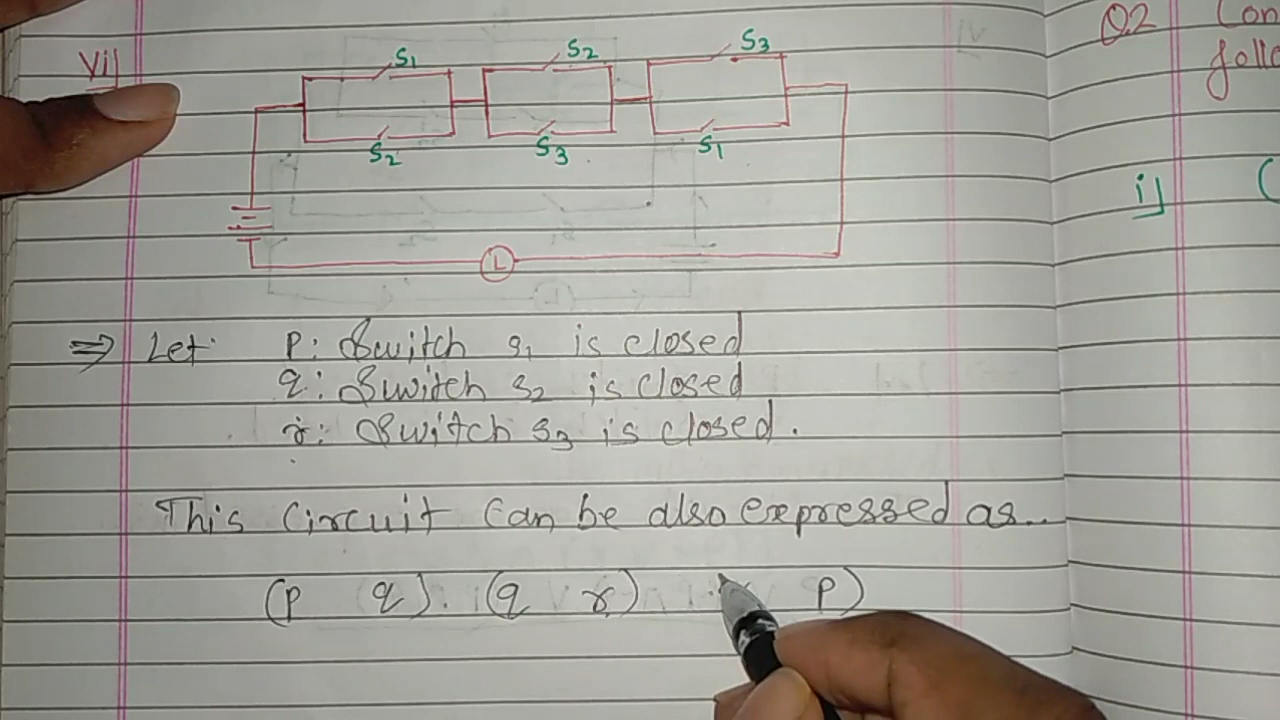 Q2 Con
follo
vii)
S1 S2 S3
S2 S3 S1
i) (
L
⇒ Let p: Switch s1 is closed
q: Switch s2 is closed
r: Switch s3 is closed.
This circuit can be also expressed as..
(p q). (q r) p)